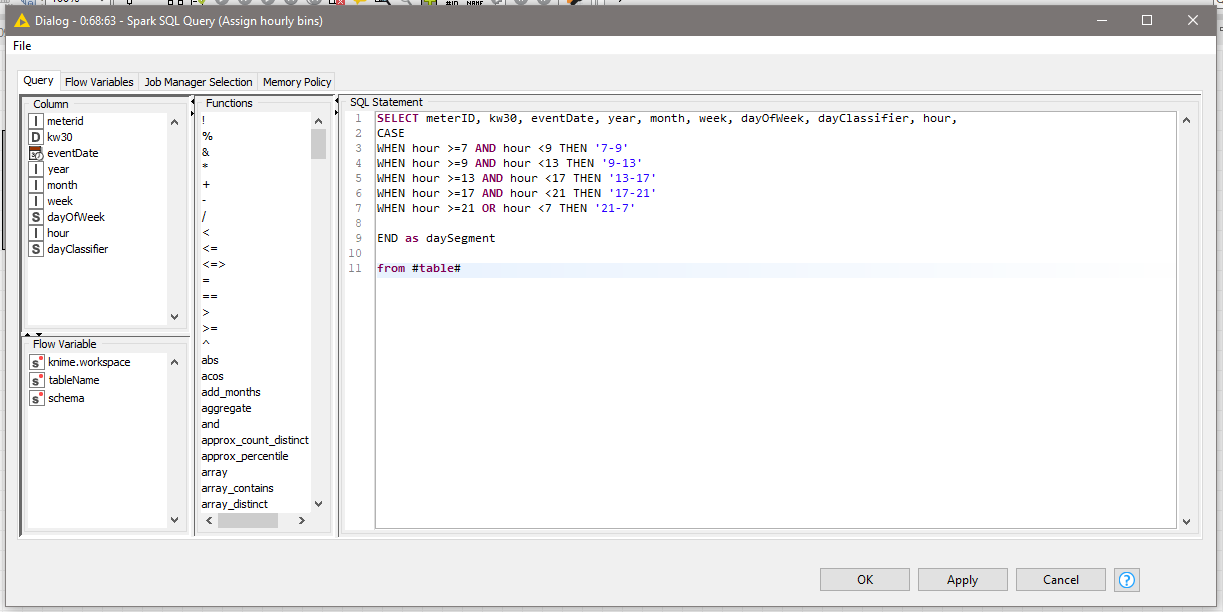 100%
Dialog - 0:68:63 - Spark SQL Query (Assign hourly bins)
File
Query
Flow Variables
Job Manager Selection
Memory Policy
Column
I meterid
D kw30
eventDate
I year
I month
I week
S dayOfWeek
I hour
S dayClassifier
Flow Variable
s knime.workspace
s tableName
s schema
Functions
!
%
&
*
+
-
/
<
<=
<=>
=
==
>
>=
^
abs
acos
add_months
aggregate
and
approx_count_distinct
approx_percentile
array
array_contains
array_distinct
SQL Statement
1 SELECT meterID, kw30, eventDate, year, month, week, dayOfWeek, dayClassifier, hour,
2 CASE
3 WHEN hour >=7 AND hour <9 THEN '7-9'
4 WHEN hour >=9 AND hour <13 THEN '9-13'
5 WHEN hour >=13 AND hour <17 THEN '13-17'
6 WHEN hour >=17 AND hour <21 THEN '17-21'
7 WHEN hour >=21 OR hour <7 THEN '21-7'
8
9 END as daySegment
10
11 from #table#
OK
Apply
Cancel
?